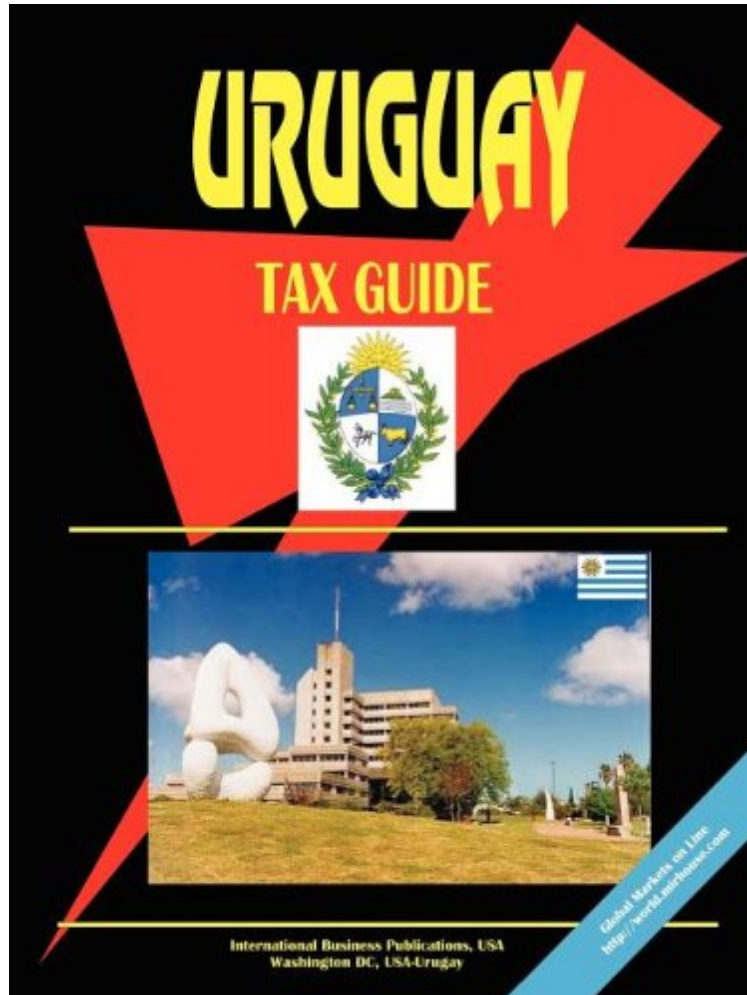 URUGUAY
TAX GUIDE
Global Markets on Line
http://world.mirhouse.com
International Business Publications, USA
Washington DC, USA-Urugay